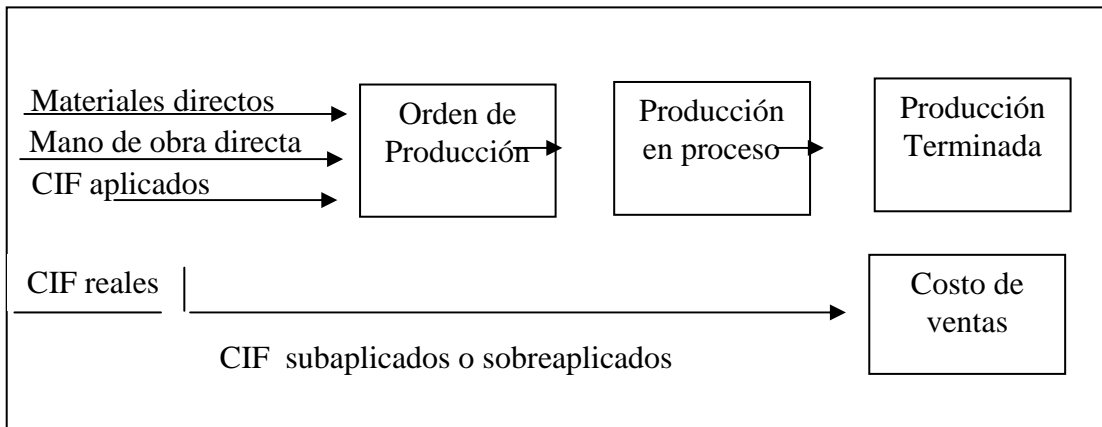 Materiales directos
Mano de obra directa
CIF aplicados
Orden de
Producción
Producción
en proceso
Producción
Terminada
CIF reales
Costo de
ventas
CIF subaplicados o sobreaplicados